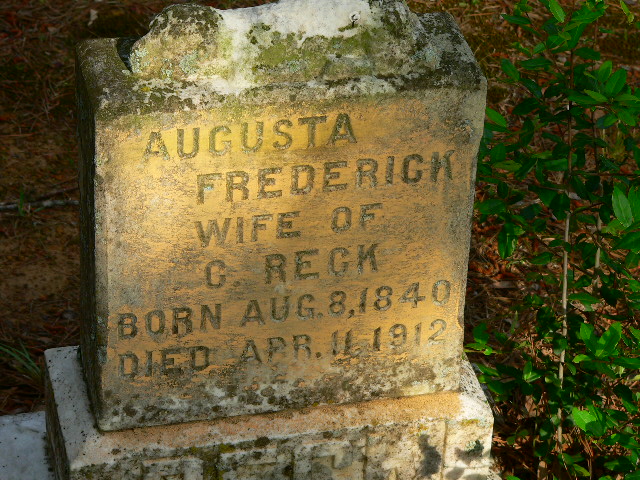 AUGUSTA
FREDERICK
WIFE OF
C. RECK
BORN AUG. 8, 1840
DIED APR. 11, 1912